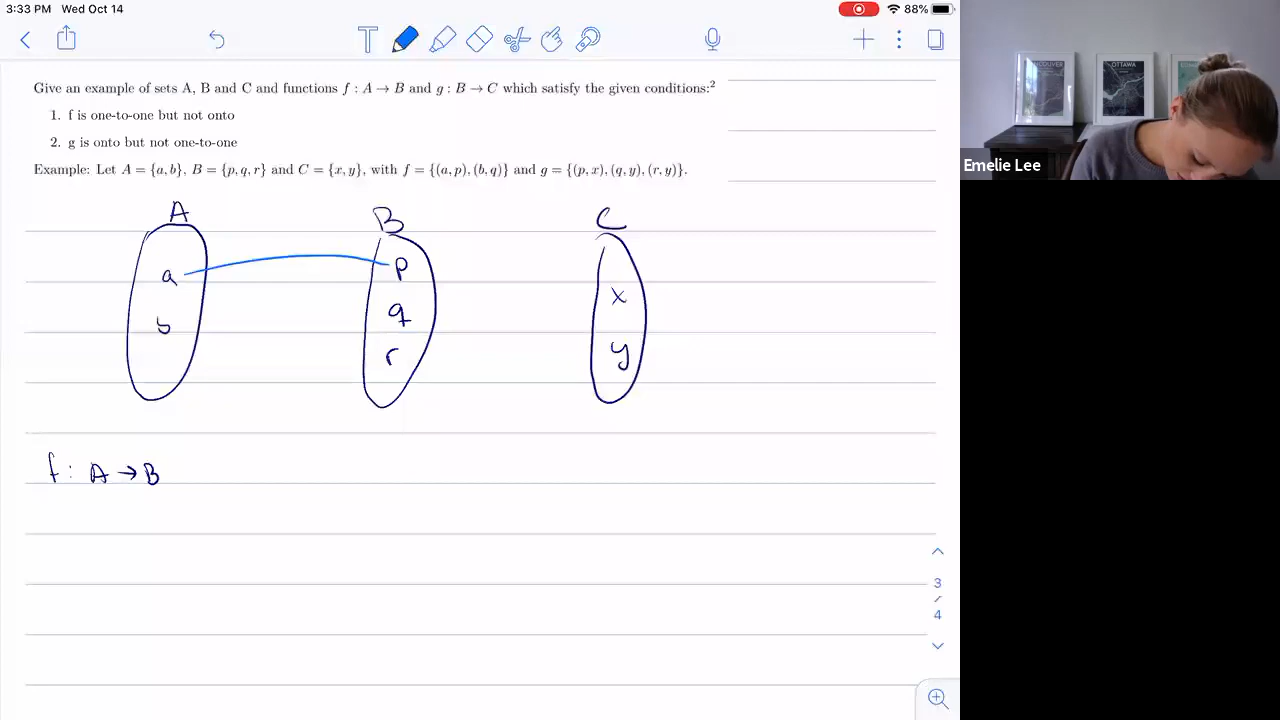 3:33 PM Wed Oct 14
88%
Give an example of sets A, B and C and functions f : A → B and g : B → C which satisfy the given conditions:²
1. f is one-to-one but not onto
2. g is onto but not one-to-one
Example: Let A = {a, b}, B = {p, q, r} and C = {x, y}, with f = {(a, p), (b, q)} and g = {(p, x), (q, y), (r, y)}.
A B C
a p x
b q y
r
f: A → B
3 / 4
VANCOUVER OTTAWA
Emelie Lee